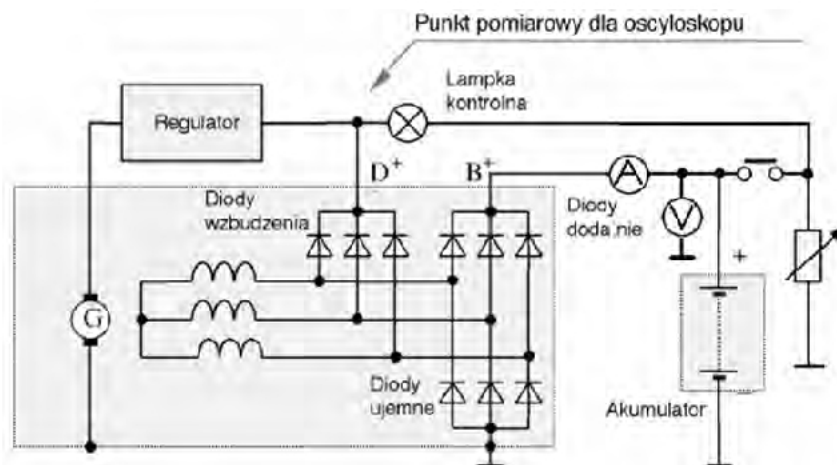 Punkt pomiarowy dla oscyloskopu
Lampka
kontrolna
Regulator
D+
B+
Diody
wzbudzenia
A
Diody
dodatnie
V
+
G
Diody
ujemne
Akumulator